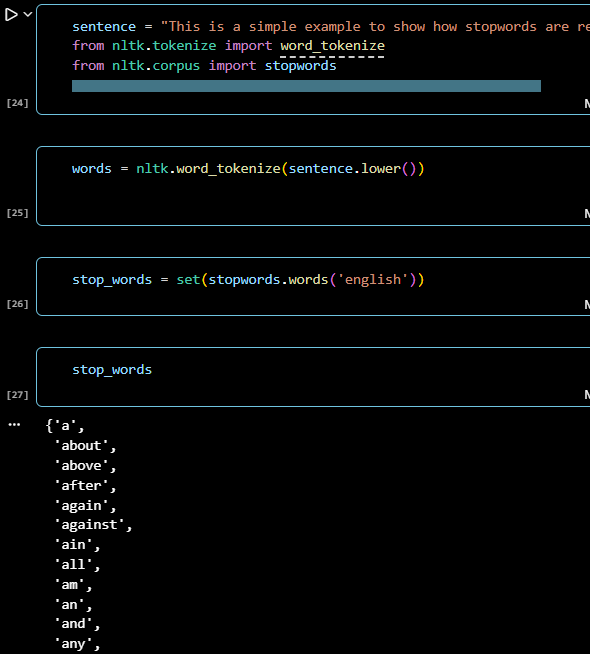 sentence = "This is a simple example to show how stopwords are
from nltk.tokenize import word_tokenize
from nltk.corpus import stopwords
[24]
words = nltk.word_tokenize(sentence.lower())
[25]
stop_words = set(stopwords.words('english'))
[26]
stop_words
[27]
... {'a',
'about',
'above',
'after',
'again',
'against',
'ain',
'all',
'am',
'an',
'and',
'any',